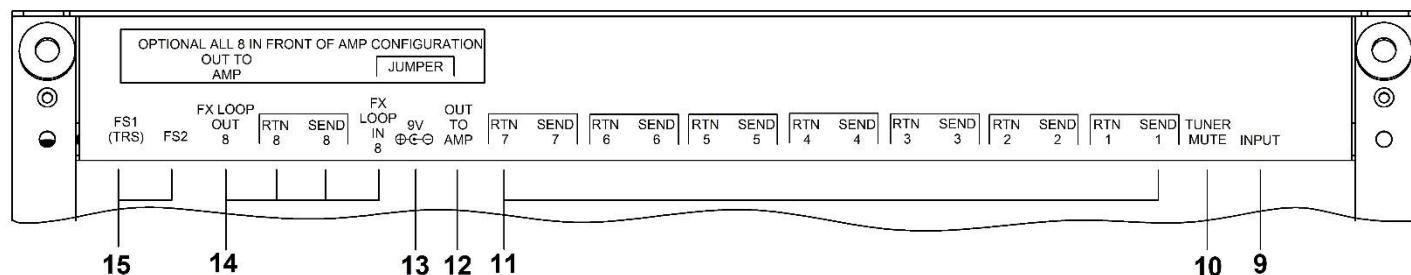 OPTIONAL ALL 8 IN FRONT OF AMP CONFIGURATION
OUT TO
AMP
JUMPER
FS1
(TRS)
FS2
FX LOOP
OUT
8
RTN
8
SEND
8
FX
LOOP
IN
8
9V
OUT
TO
AMP
RTN
7
SEND
7
RTN
6
SEND
6
RTN
5
SEND
5
RTN
4
SEND
4
RTN
3
SEND
3
RTN
2
SEND
2
RTN
1
SEND
1
TUNER
MUTE
INPUT
15
14
13
12
11
10
9